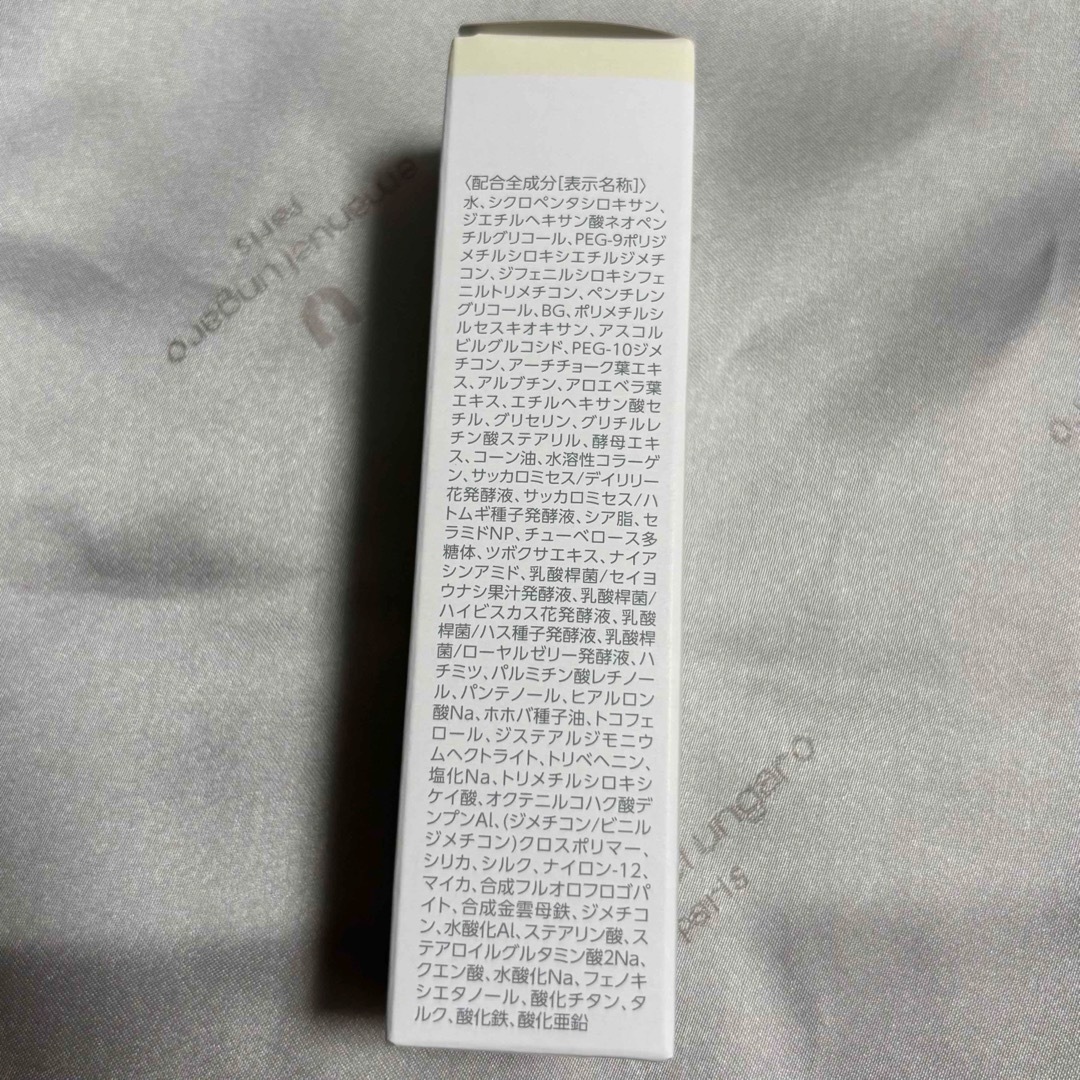 〈配合全成分[表示名称]〉
水、シクロペンタシロキサン、
ジエチルヘキサン酸ネオペン
チルグリコール、PEG-9ポリジ
メチルシロキシエチルジメチ
コン、ジフェニルシロキシフェ
ニルトリメチコン、ペンチレン
グリコール、BG、ポリメチルシ
ルセスキオキサン、アスコル
ビルグルコシド、PEG-10ジメ
チコン、アーチチョーク葉エキ
ス、アルブチン、アロエベラ葉
エキス、エチルヘキサン酸セ
チル、グリセリン、グリチルレ
チン酸ステアリル、酵母エキ
ス、コーン油、水溶性コラーゲ
ン、サッカロミセス/デイリリー
花発酵液、サッカロミセス/ハ
トムギ種子発酵液、シア脂、セ
ラミドNP、チューベロース多
糖体、ツボクサエキス、ナイア
シンアミド、乳酸桿菌/セイヨ
ウナシ果汁発酵液、乳酸桿菌/
ハイビスカス花発酵液、乳酸
桿菌/ハス種子発酵液、乳酸桿
菌/ローヤルゼリー発酵液、ハ
チミツ、パルミチン酸レチノー
ル、パンテノール、ヒアルロン
酸Na、ホホバ種子油、トコフェ
ロール、ジステアルジモニウ
ムヘクトライト、トリベヘニン、
塩化Na、トリメチルシロキシ
ケイ酸、オクテニルコハク酸デ
ンプンAl、(ジメチコン/ビニル
ジメチコン)クロスポリマー、
シリカ、シルク、ナイロン-12、
マイカ、合成フルオロフロゴパ
イト、合成金雲母鉄、ジメチコ
ン、水酸化Al、ステアリン酸、ス
テアロイルグルタミン酸2Na、
クエン酸、水酸化Na、フェノキ
シエタノール、酸化チタン、タ
ルク、酸化鉄、酸化亜鉛
emanuel ungaro
paris
el ungaro
paris